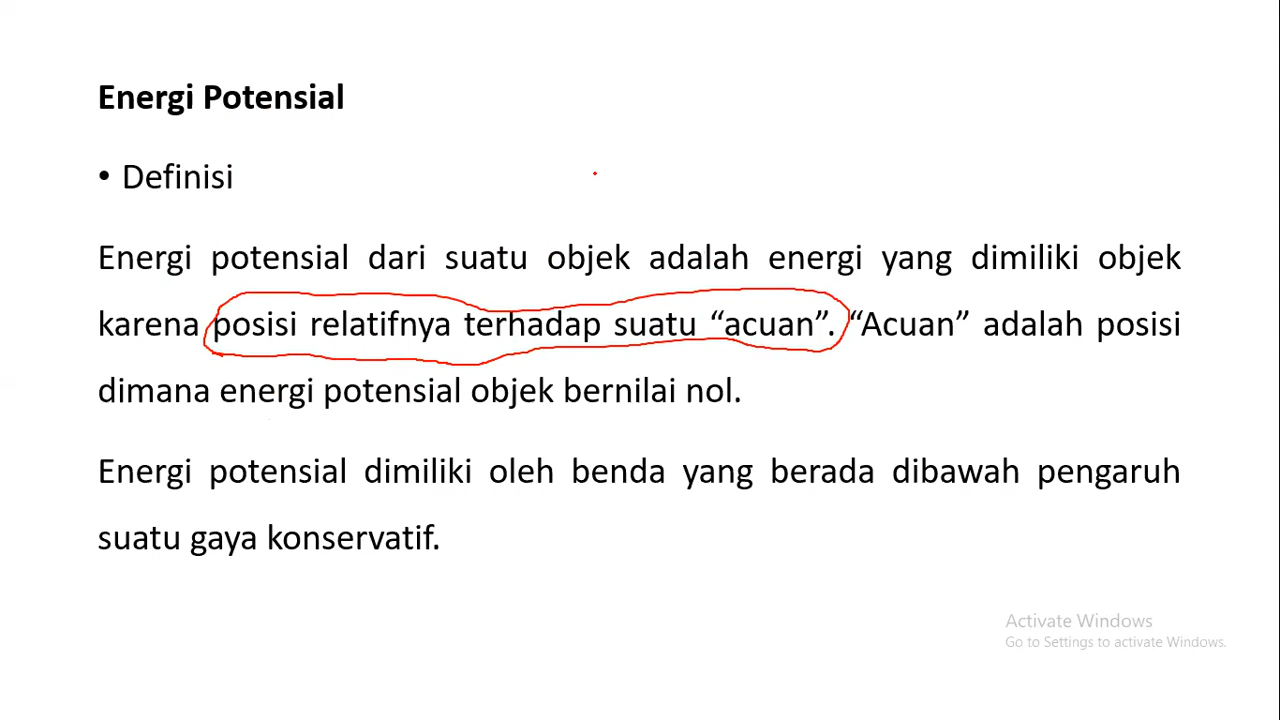 Energi Potensial
• Definisi
Energi potensial dari suatu objek adalah energi yang dimiliki objek
karena posisi relatifnya terhadap suatu “acuan”. “Acuan” adalah posisi
dimana energi potensial objek bernilai nol.
Energi potensial dimiliki oleh benda yang berada dibawah pengaruh
suatu gaya konservatif.
Activate Windows
Go to Settings to activate Windows.